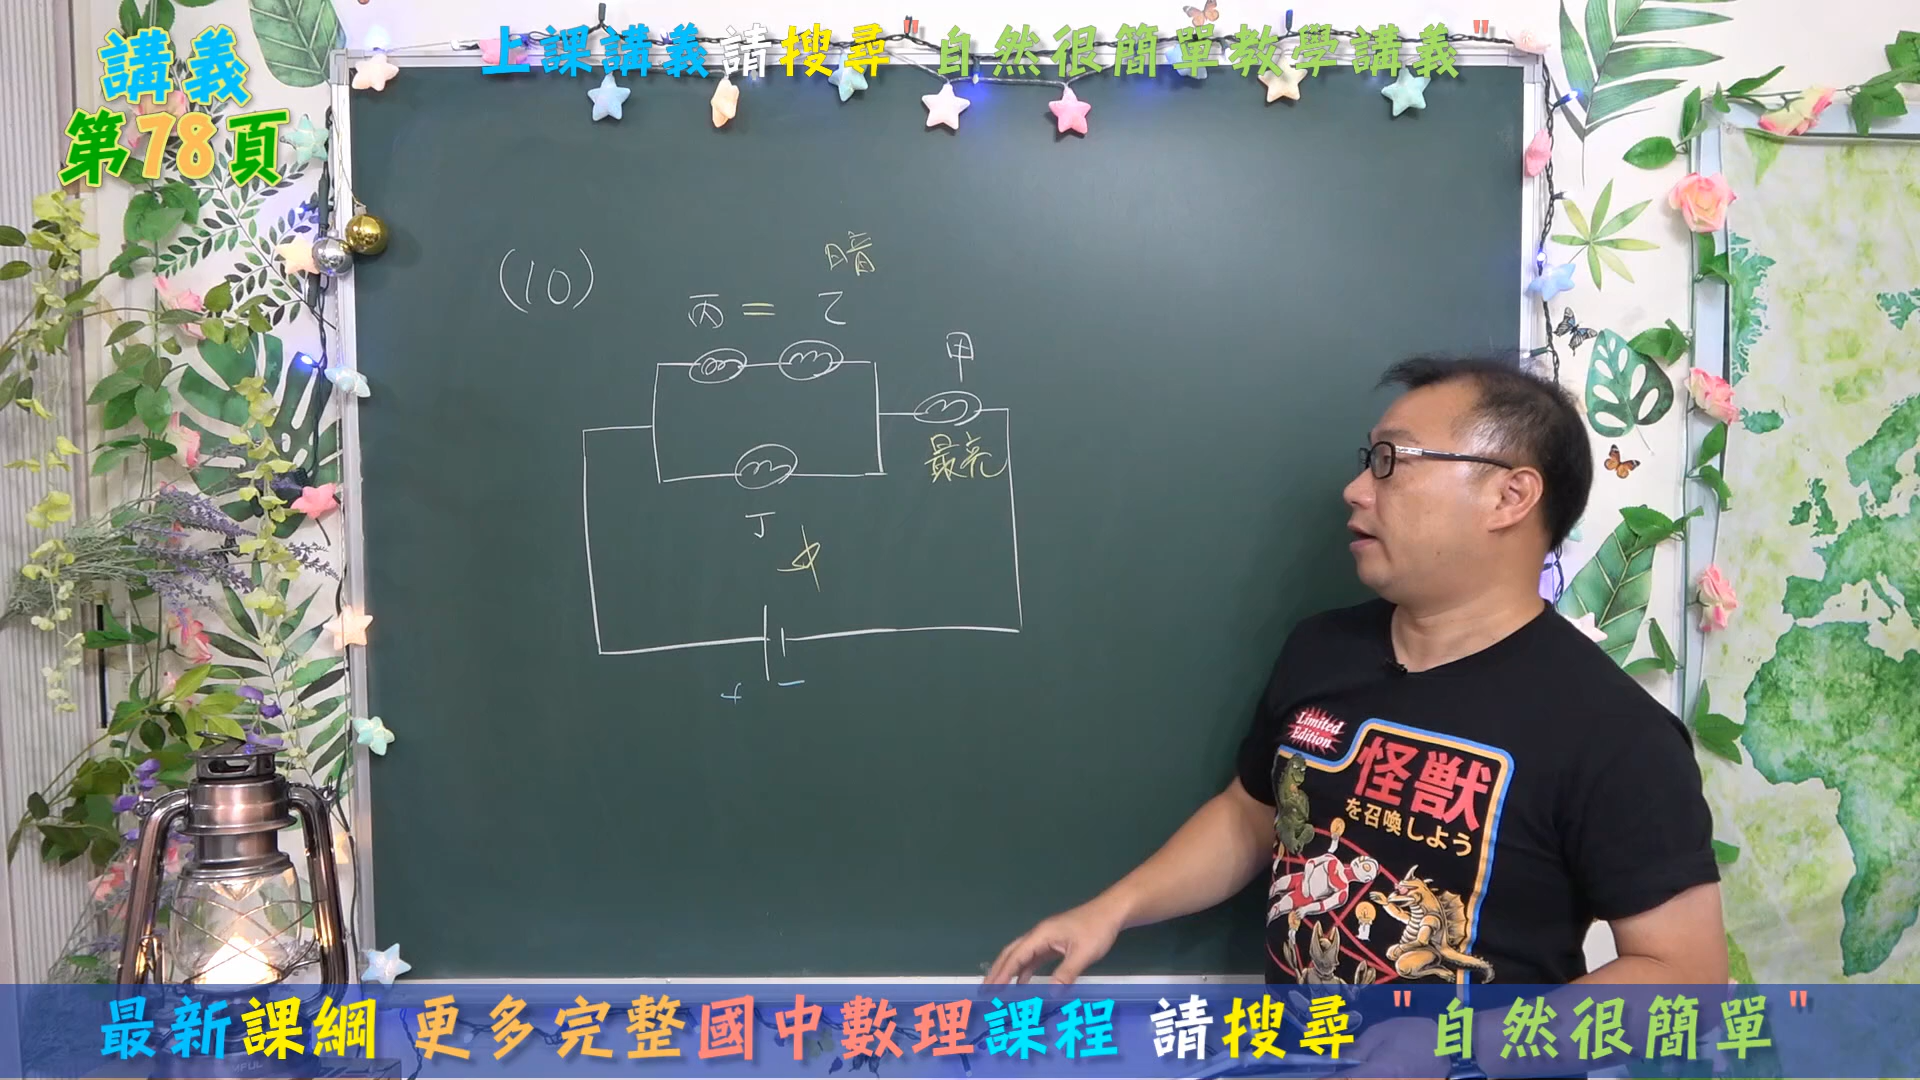 上課講義請搜尋"自然很簡單教學講義"
講義
第78頁
(10)
暗
丙 = 乙
甲
最亮
丁
中
+ −
Limited
Edition
怪獣
を召喚しよう
最新課綱 更多完整國中數理課程 請搜尋"自然很簡單"